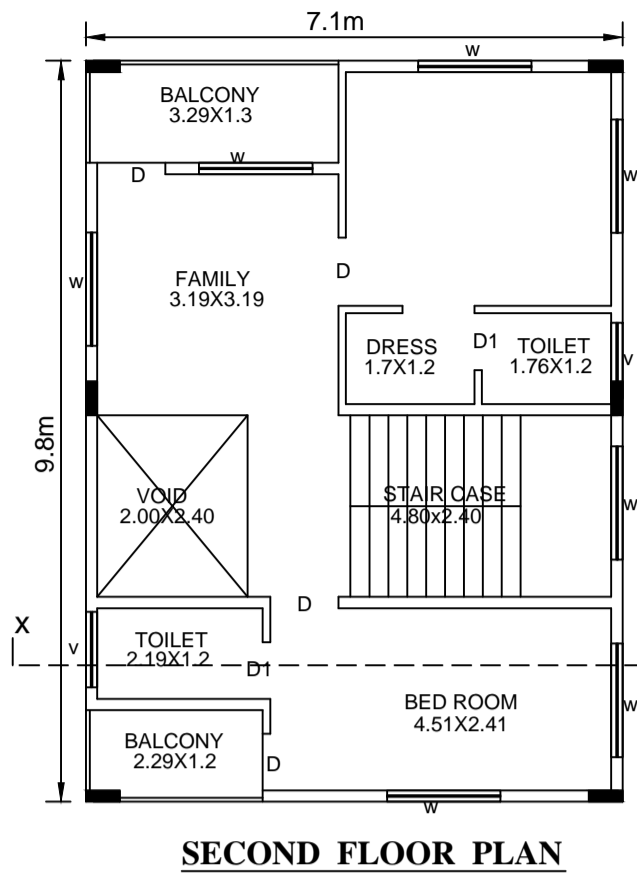 7.1m
w
BALCONY
3.29X1.3
w
D
w
w
FAMILY
3.19X3.19
D
9.8m
DRESS
1.7X1.2
D1
TOILET
1.76X1.2
v
VOID
2.00X2.40
STAIR CASE
4.80x2.40
w
D
X
v
TOILET
2.19X1.2
D1
BED ROOM
4.51X2.41
w
BALCONY
2.29X1.2
D
w
SECOND FLOOR PLAN